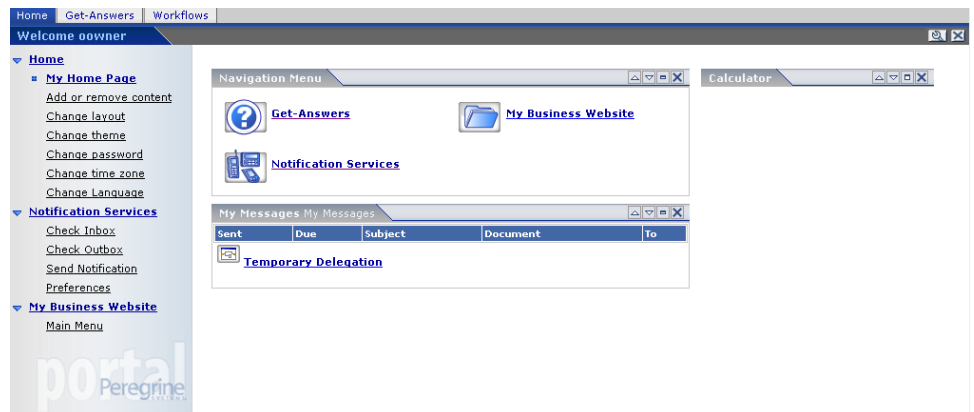 Home Get-Answers Workflows
Welcome oowner
Home
My Home Page
Add or remove content
Change layout
Change theme
Change password
Change time zone
Change Language
Notification Services
Check Inbox
Check Outbox
Send Notification
Preferences
My Business Website
Main Menu
portal
Peregrine
SYSTEMS
Navigation Menu
Get-Answers
My Business Website
Notification Services
My Messages My Messages
Sent Due Subject Document To
Temporary Delegation
Calculator